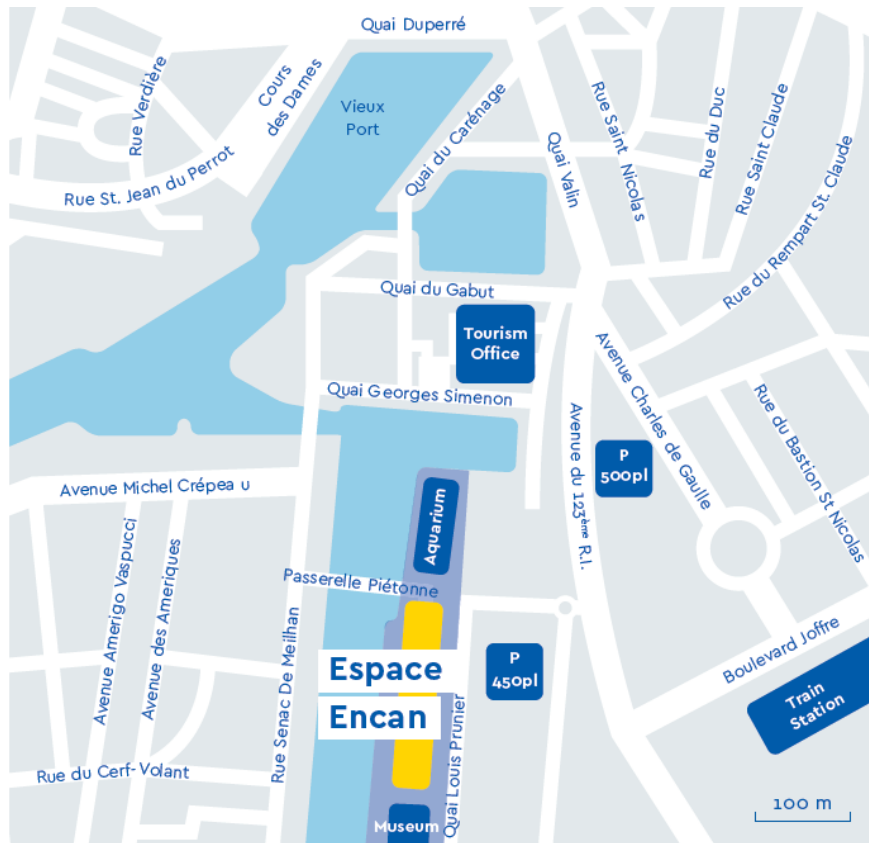 Quai Duperré
Vieux
Port
Cours
des Dames
Rue Verdière
Rue St. Jean du Perrot
Quai du Carénage
Quai Valin
Rue Saint Nicolas
Rue du Duc
Rue Saint Claude
Rue du Rempart St. Claude
Quai du Gabut
Tourism
Office
Quai Georges Simenon
Avenue Charles de Gaulle
Avenue du 123ème R.I.
P
500pl
Rue du Bastion St Nicolas
Avenue Michel Crépea u
Aquarium
Avenue Amerigo Vaspucci
Avenue des Ameriques
Passerelle Piétonne
Rue Senac De Meilhan
Espace
Encan
P
450pl
Quai Louis Prunier
Boulevard Joffre
Train
Station
Rue du Cerf-Volant
Museum
100 m